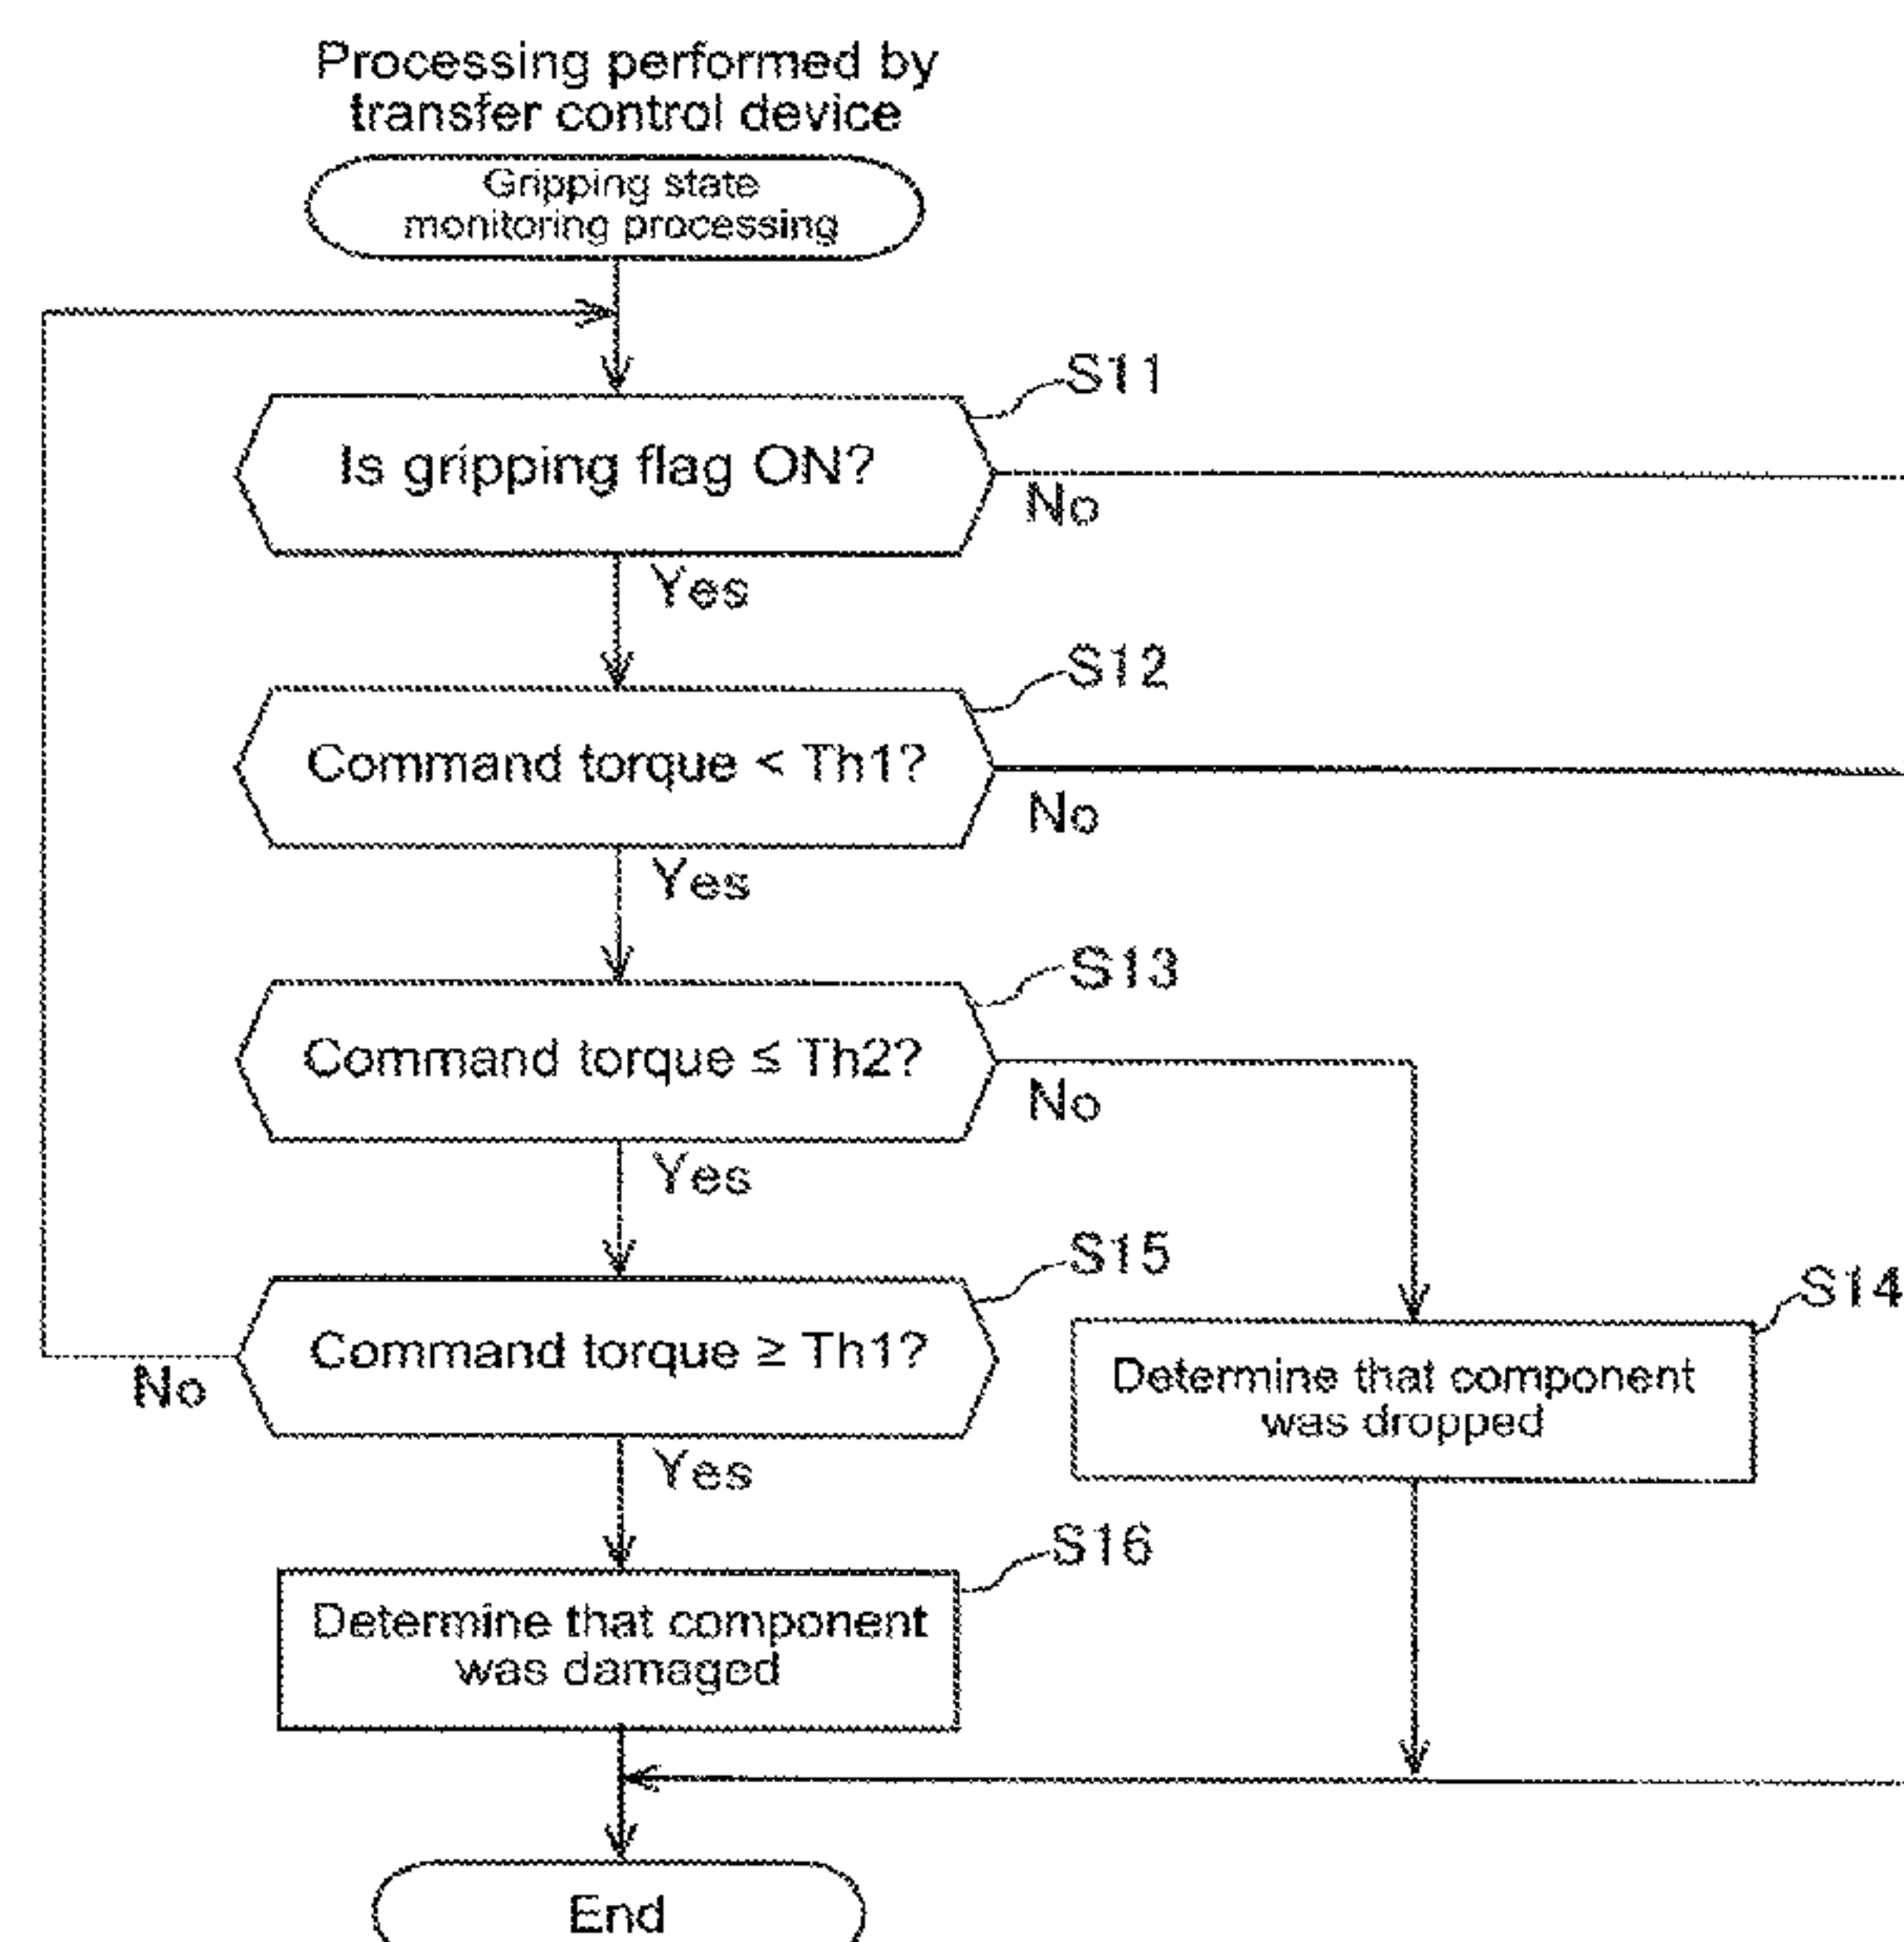 Processing performed by
transfer control device
Gripping state
monitoring processing
S11
Is gripping flag ON?
No
Yes
S12
Command torque < Th1?
No
Yes
S13
Command torque ≤ Th2?
No
Yes
S15
Command torque ≥ Th1?
No
Yes
S14
Determine that component
was dropped
S16
Determine that component
was damaged
End